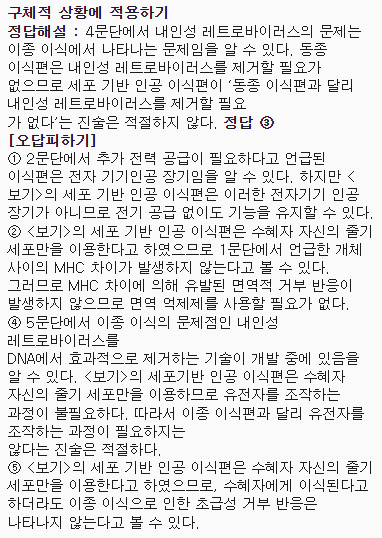 구체적 상황에 적용하기
정답해설 : 4문단에서 내인성 레트로바이러스의 문제는
이종 이식에서 나타나는 문제임을 알 수 있다. 동종
이식편은 내인성 레트로바이러스를 제거할 필요가
없으므로 세포 기반 인공 이식편이 ‘동종 이식편과 달리
내인성 레트로바이러스를 제거할 필요
가 없다’는 진술은 적절하지 않다. 정답 ③
[오답피하기]
① 2문단에서 추가 전력 공급이 필요하다고 언급된
이식편은 전자 기기인공 장기임을 알 수 있다. 하지만 <
보기>의 세포 기반 인공 이식편은 이러한 전자기기 인공
장기가 아니므로 전기 공급 없이도 기능을 유지할 수 있다.
② <보기>의 세포 기반 인공 이식편은 수혜자 자신의 줄기
세포만을 이용한다고 하였으므로 1문단에서 언급한 개체
사이의 MHC 차이가 발생하지 않는다고 볼 수 있다.
그러므로 MHC 차이에 의해 유발된 면역적 거부 반응이
발생하지 않으므로 면역 억제제를 사용할 필요가 없다.
④ 5문단에서 이종 이식의 문제점인 내인성
레트로바이러스를
DNA에서 효과적으로 제거하는 기술이 개발 중에 있음을
알 수 있다. <보기>의 세포기반 인공 이식편은 수혜자
자신의 줄기 세포만을 이용하므로 유전자를 조작하는
과정이 불필요하다. 따라서 이종 이식편과 달리 유전자를
조작하는 과정이 필요하지는
않다는 진술은 적절하다.
⑤ <보기>의 세포 기반 인공 이식편은 수혜자 자신의 줄기
세포만을 이용한다고 하였으므로, 수혜자에게 이식된다고
하더라도 이종 이식으로 인한 초급성 거부 반응은
나타나지 않는다고 볼 수 있다.